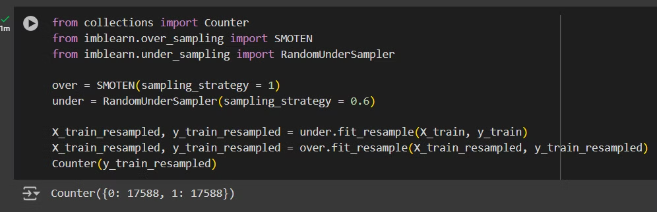 from collections import Counter
from imblearn.over_sampling import SMOTEN
from imblearn.under_sampling import RandomUnderSampler
1m
over = SMOTEN(sampling_strategy = 1)
under = RandomUnderSampler(sampling_strategy = 0.6)
X_train_resampled, y_train_resampled = under.fit_resample(X_train, y_train)
X_train_resampled, y_train_resampled = over.fit_resample(X_train_resampled, y_train_resampled)
Counter(y_train_resampled)
Counter({0: 17588, 1: 17588})